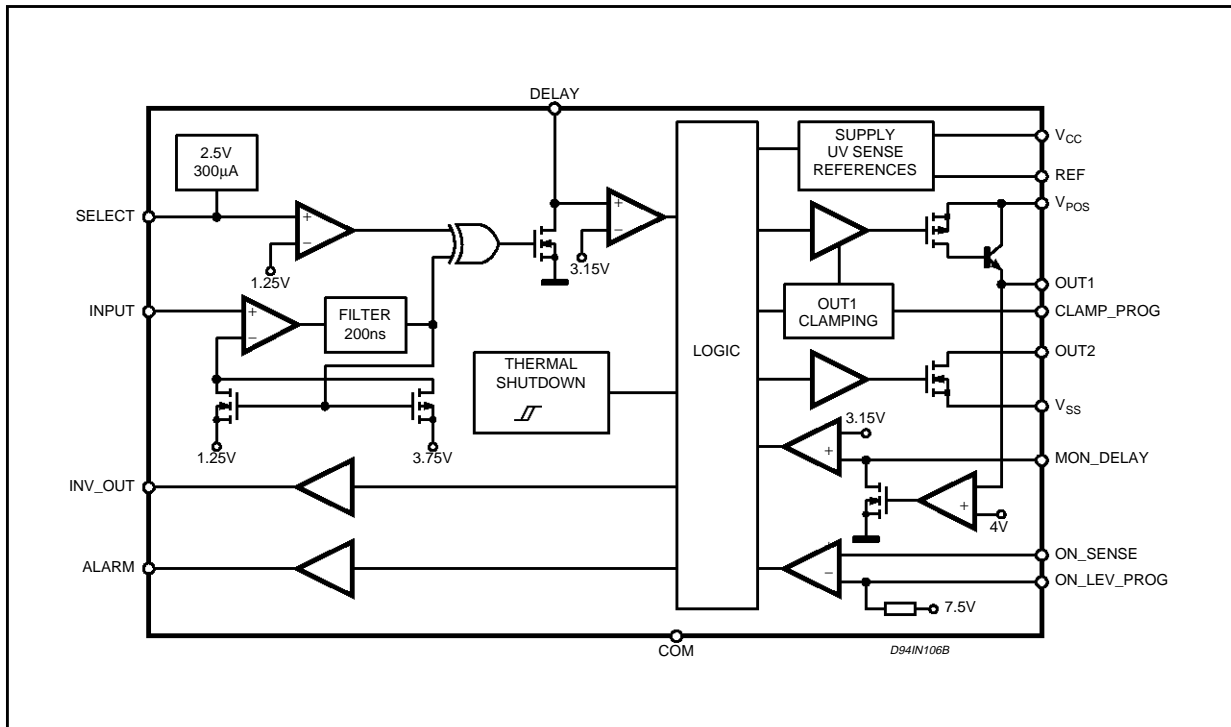 DELAY
2.5V
300µA
SUPPLY
UV SENSE
REFERENCES
V_CC
REF
SELECT
+
−
1.25V
+
−
3.15V
V_POS
OUT1
INPUT
+
−
FILTER
200ns
OUT1
CLAMPING
CLAMP_PROG
LOGIC
OUT2
THERMAL
SHUTDOWN
V_SS
1.25V
3.75V
3.15V
+
MON_DELAY
INV_OUT
+
4V
ON_SENSE
−
ALARM
ON_LEV_PROG
7.5V
COM
D94IN106B